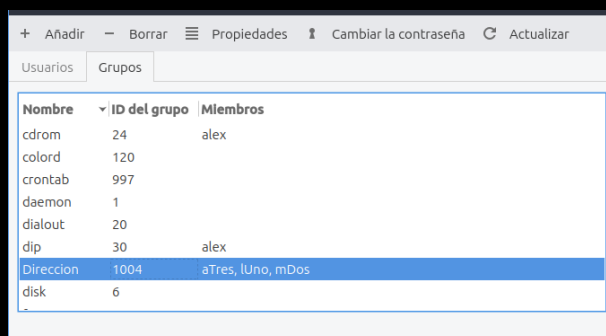 + Añadir − Borrar Propiedades Cambiar la contraseña Actualizar
Usuarios Grupos
Nombre ID del grupo Miembros
cdrom 24 alex
colord 120
crontab 997
daemon 1
dialout 20
dip 30 alex
Direccion 1004 aTres, lUno, mDos
disk 6